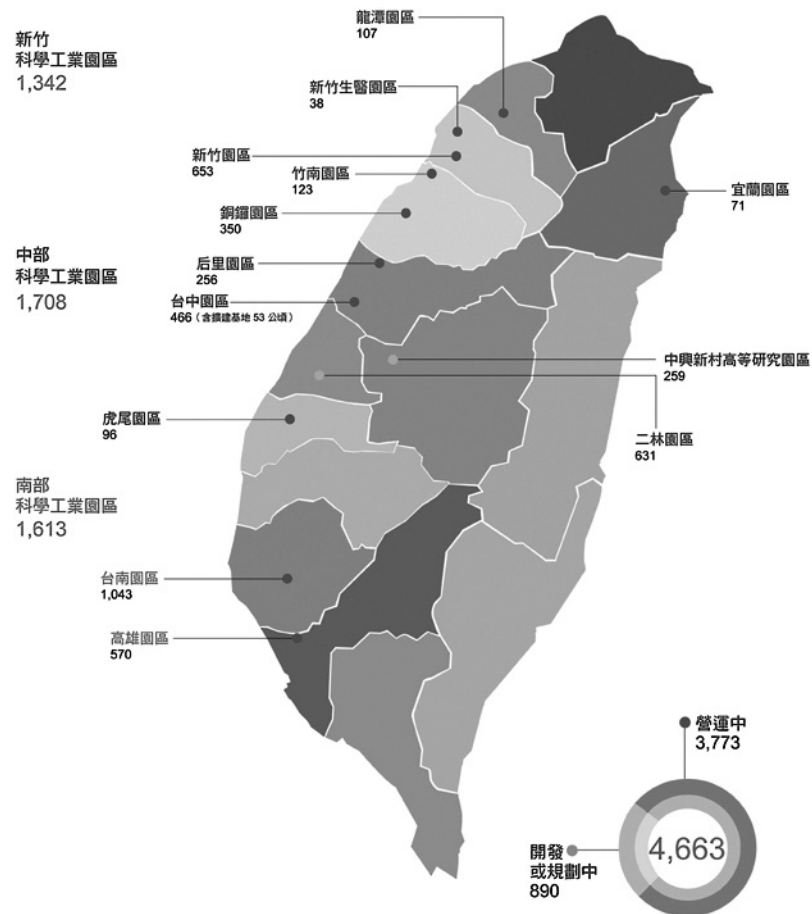 新竹
科學工業園區
1,342
龍潭園區
107
新竹生醫園區
38
新竹園區
653
竹南園區
123
銅鑼園區
350
宜蘭園區
71
中部
科學工業園區
1,708
后里園區
256
台中園區
466（含擴建基地 53 公頃）
中興新村高等研究園區
259
虎尾園區
96
二林園區
631
南部
科學工業園區
1,613
台南園區
1,043
高雄園區
570
營運中
3,773
4,663
開發
或規劃中
890